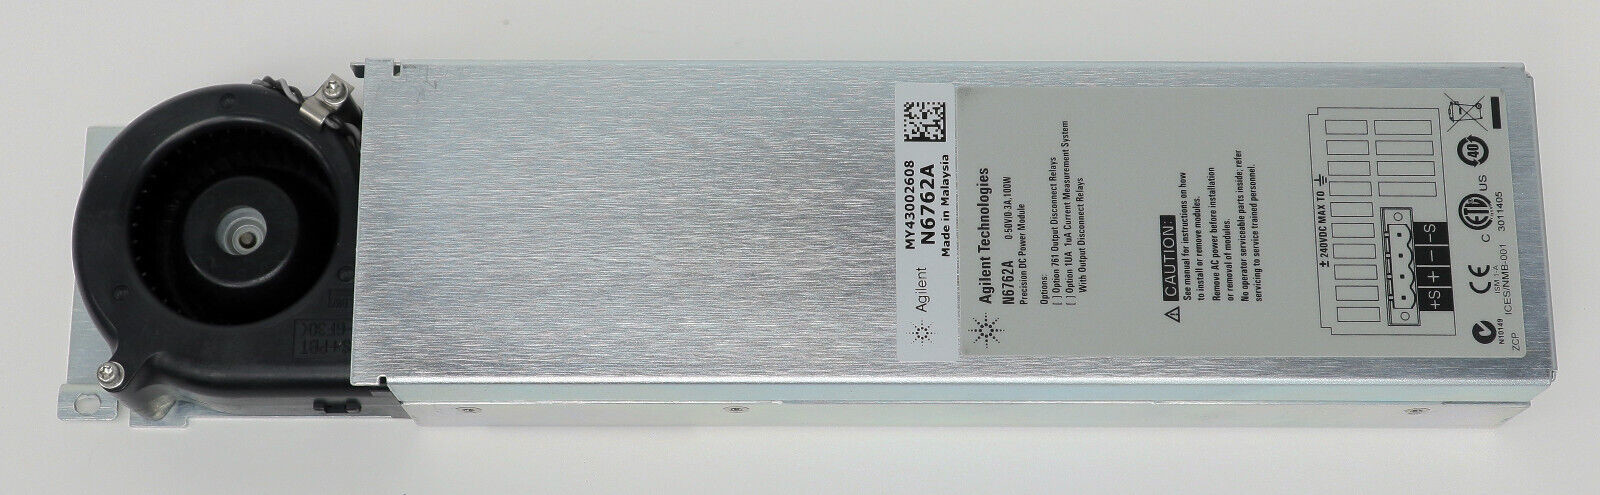 MY43002608
N6762A
Made in Malaysia
Agilent
Agilent Technologies
N6762A 0-50V/0-3A,100W
Precision DC Power Module
Options:
[ ] Option 761 Output Disconnect Relays
[ ] Option 1UA 1uA Current Measurement System
With Output Disconnect Relays
CAUTION:
See manual for instructions on how
to install or remove modules.
Remove AC power before installation
or removal of modules.
No operator serviceable parts inside; refer
servicing to service trained personnel.
± 240VDC MAX TO
+S + − −S
40
C ETL US
3011405
CE
ISM 1-A
ICES/NMB-001
N10149
ZCP